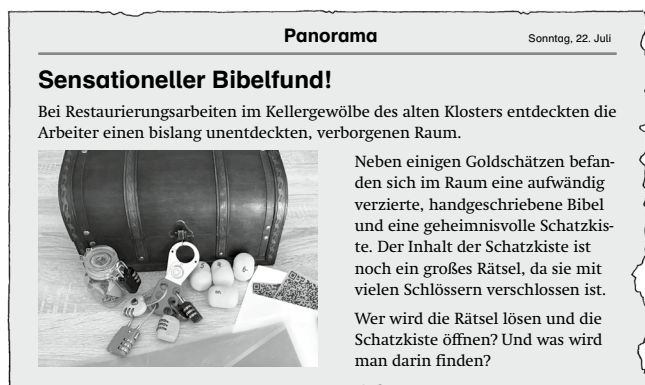 Panorama
Sonntag, 22. Juli
Sensationeller Bibelfund!
Bei Restaurierungsarbeiten im Kellergewölbe des alten Klosters entdeckten die
Arbeiter einen bislang unentdeckten, verborgenen Raum.
Neben einigen Goldschätzen befan-
den sich im Raum eine aufwändig
verzierte, handgeschriebene Bibel
und eine geheimnisvolle Schatzkis-
te. Der Inhalt der Schatzkiste ist
noch ein großes Rätsel, da sie mit
vielen Schlössern verschlossen ist.
Wer wird die Rätsel lösen und die
Schatzkiste öffnen? Und was wird
man darin finden?